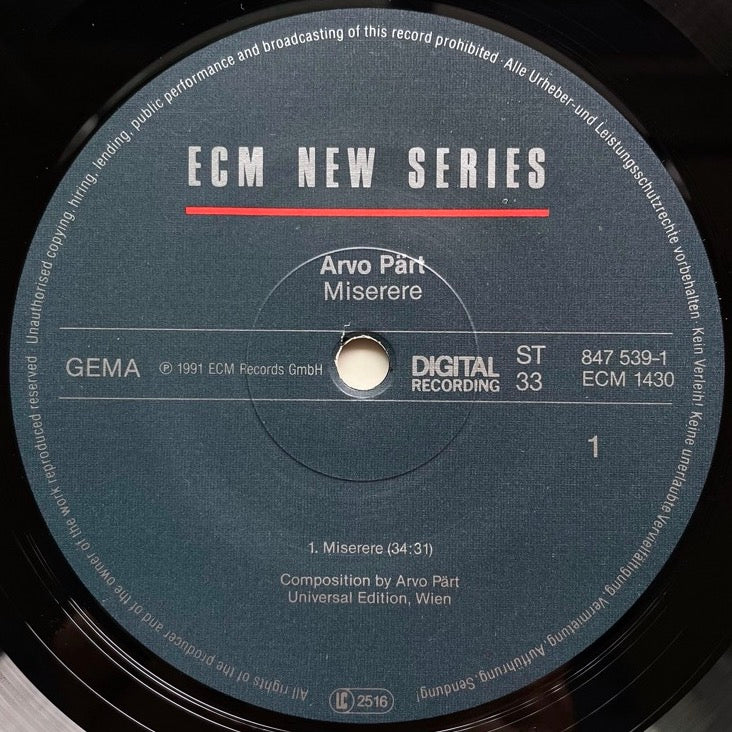 All rights of the producer and of the owner of the work reproduced reserved · Unauthorised copying, hiring, lending, public performance and broadcasting of this record prohibited · Alle Urheber-und Leistungsschutzrechte vorbehalten · Kein Verleih! Keine unerlaubte Vervielfältigung, Vermietung, Aufführung, Sendung!
ECM NEW SERIES
Arvo Pärt
Miserere
GEMA ℗ 1991 ECM Records GmbH
DIGITAL
RECORDING
ST
33
847 539-1
ECM 1430
1
1. Miserere (34:31)
Composition by Arvo Pärt
Universal Edition, Wien
LC 2516